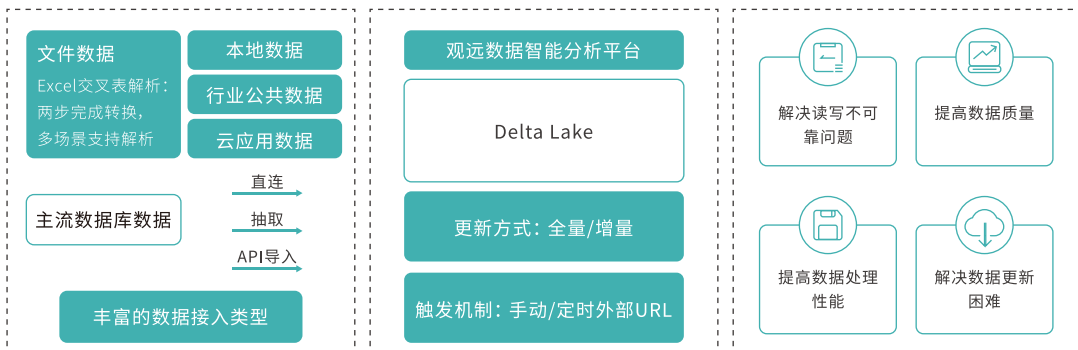 文件数据
Excel交叉表解析：
两步完成转换，
多场景支持解析
本地数据
行业公共数据
云应用数据
主流数据库数据
直连
抽取
API导入
丰富的数据接入类型
观远数据智能分析平台
Delta Lake
更新方式：全量/增量
触发机制：手动/定时外部URL
解决读写不可
靠问题
提高数据质量
提高数据处理
性能
解决数据更新
困难